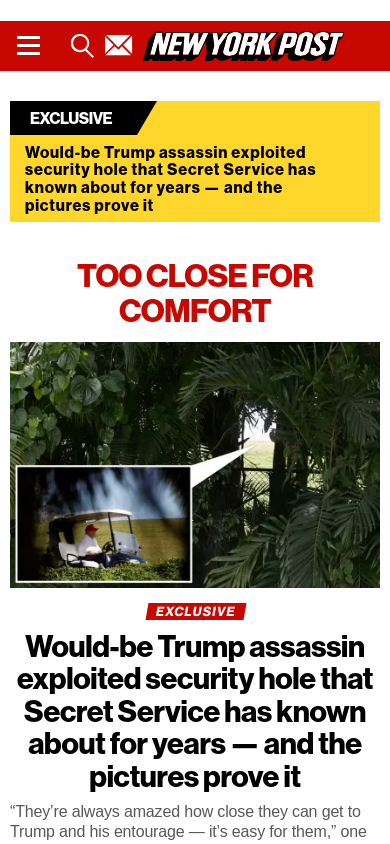 NEW YORK POST
EXCLUSIVE
Would-be Trump assassin exploited
security hole that Secret Service has
known about for years — and the
pictures prove it
TOO CLOSE FOR
COMFORT
EXCLUSIVE
Would-be Trump assassin
exploited security hole that
Secret Service has known
about for years — and the
pictures prove it
“They’re always amazed how close they can get to
Trump and his entourage — it’s easy for them,” one